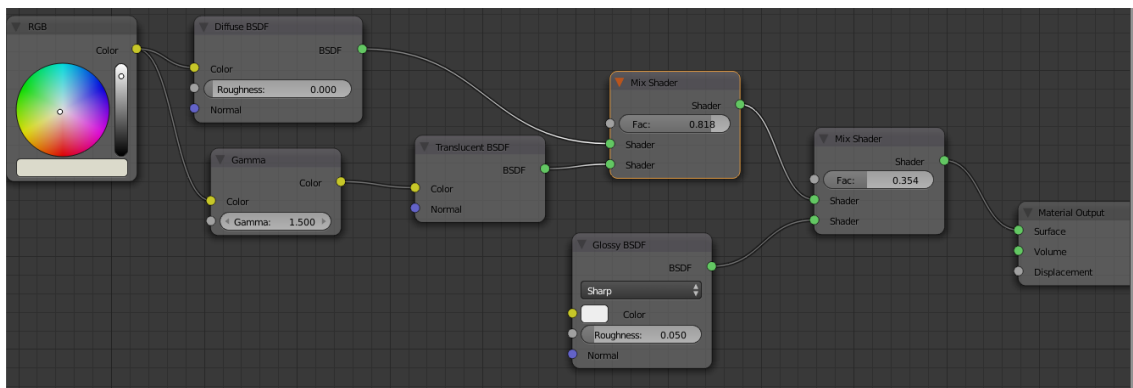 RGB
Color
Diffuse BSDF
BSDF
Color
Roughness: 0.000
Normal
Gamma
Color
Color
Gamma: 1.500
Translucent BSDF
BSDF
Color
Normal
Mix Shader
Shader
Fac: 0.818
Shader
Shader
Glossy BSDF
BSDF
Sharp
Color
Roughness: 0.050
Normal
Mix Shader
Shader
Fac: 0.354
Shader
Shader
Material Output
Surface
Volume
Displacement